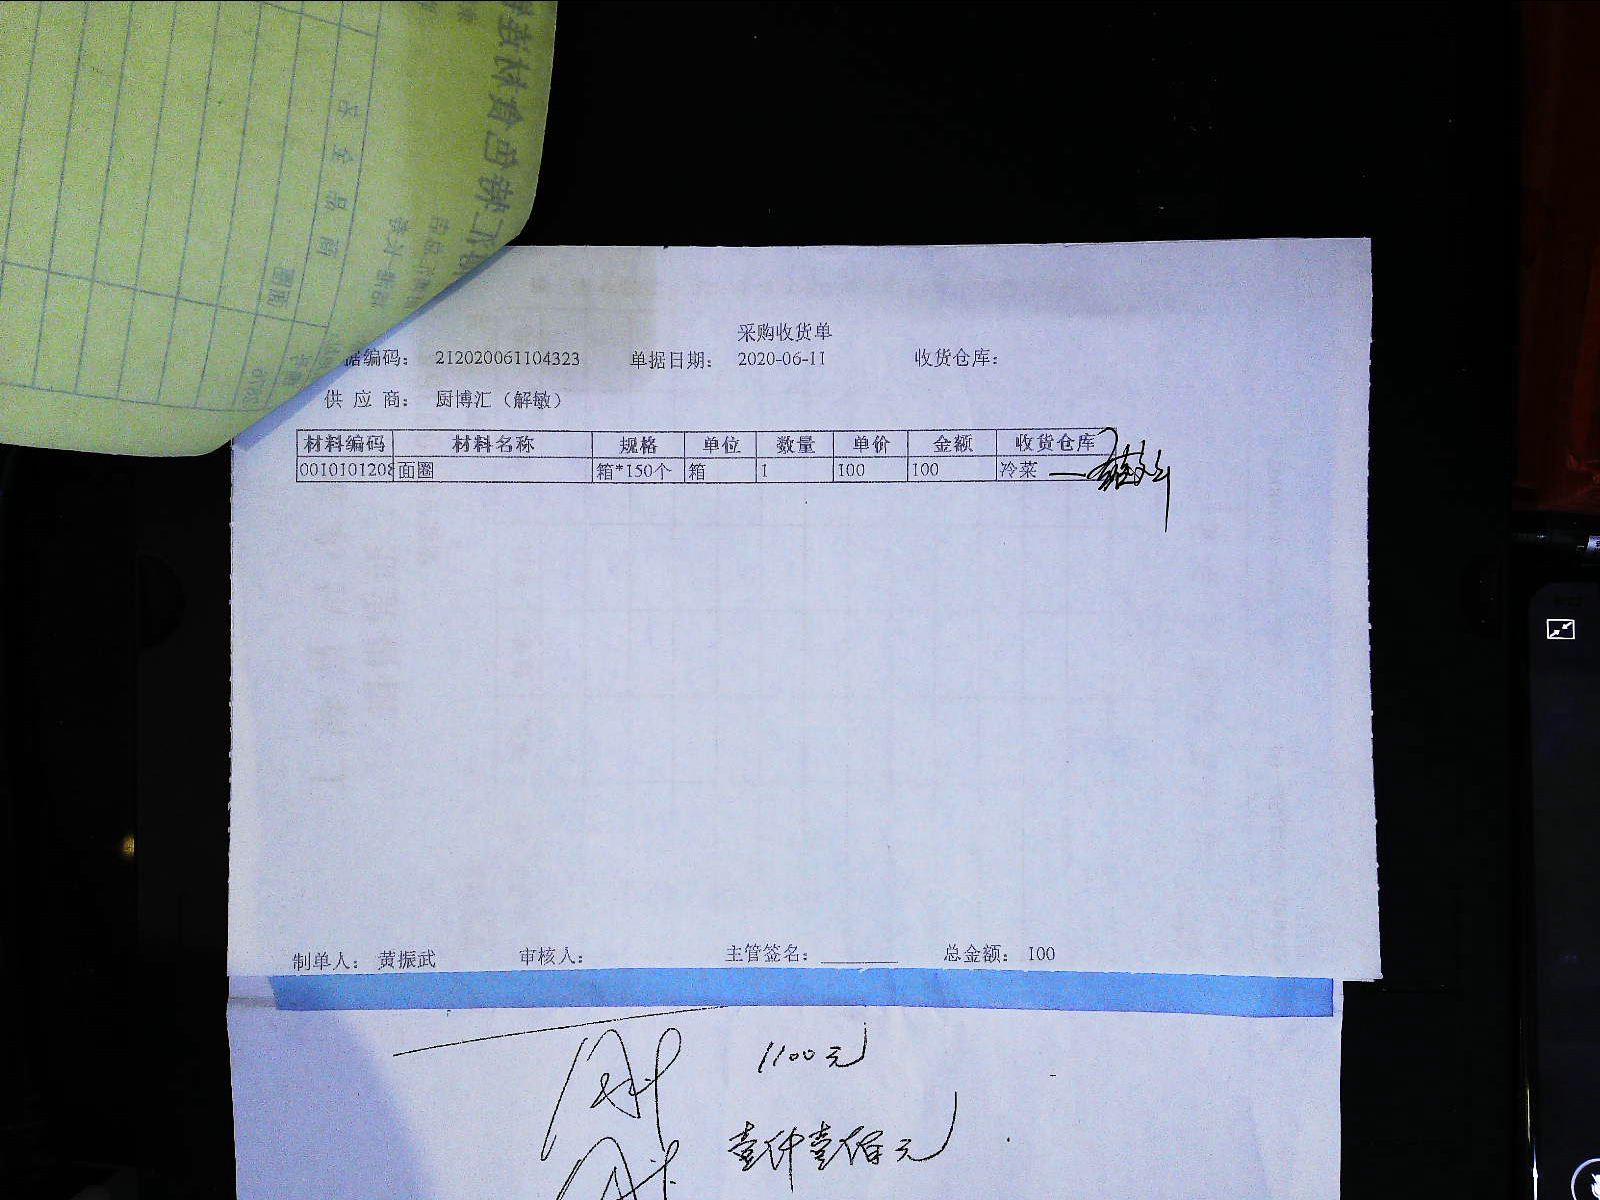 采购收货单
据编码： 212020061104323 单据日期： 2020-06-11 收货仓库：
供应商： 厨博汇（解敏）
材料编码 材料名称 规格 单位 数量 单价 金额 收货仓库
0010101208 面圈 箱*150个 箱 1 100 100 冷菜
制单人： 黄振武 审核人： 主管签名： 总金额： 100
1100元
壹仟壹佰元